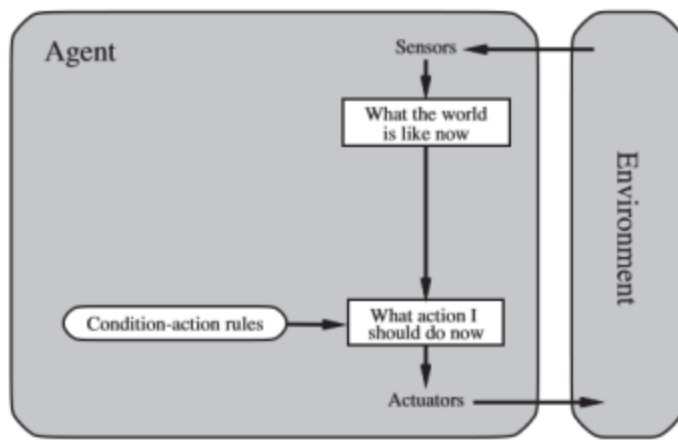 Agent
Sensors
What the world
is like now
Environment
Condition-action rules
What action I
should do now
Actuators